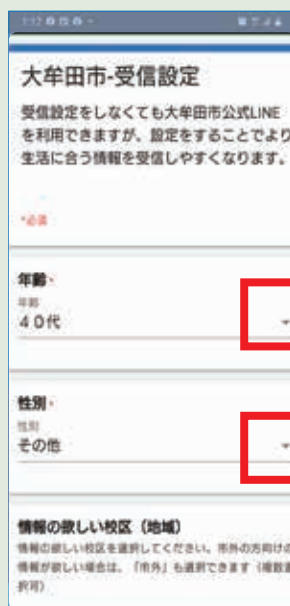 大牟田市-受信設定
受信設定をしなくても大牟田市公式LINE
を利用できますが、設定をすることでより
生活に合う情報を受信しやすくなります。
*必須
年齢*
年齢
40代
性別*
性別
その他
情報の欲しい校区（地域）
情報の欲しい校区を選択してください。市外の方向けの
情報が欲しい場合は、「市外」も選択できます（複数選
択可）